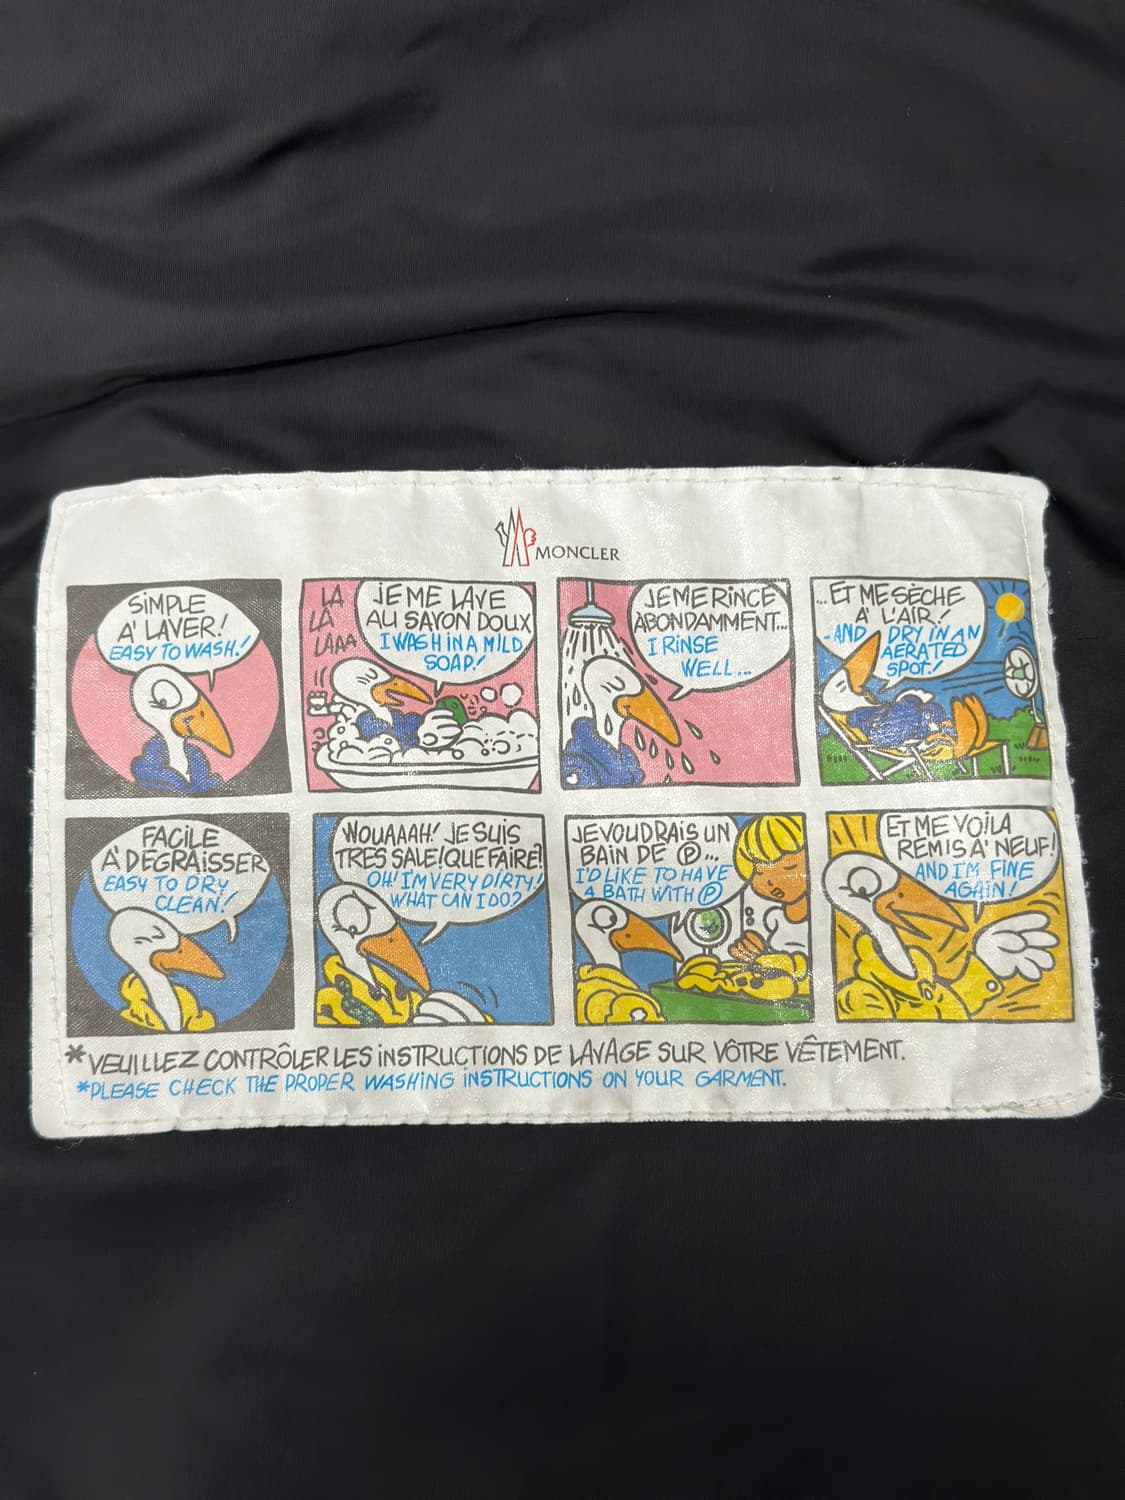 MONCLER
SiMPLE
A' LAVER!
EASY TO WASH!
LA
LÀ
LAAA
JE ME LAVE
AU SAVON DOUX
I WASH iN A MiLD
SOAP!
JE ME RiNCE
ABONDAMMENT...
I RiNSE
WELL...
...ET ME SÈCHE
A' L'AiR!
-AND DRY iN AN
AERATED
SPOT!
FACiLE
A' DEGRAiSSER
EASY TO DRY
CLEAN!
WOUAAAH! JE SUiS
TRES SALE! QUE FAiRE?
OH! I'M VERY DiRTY!
WHAT CAN I DO?
JE VOUDRAiS UN
BAiN DE Ⓟ...
I'D LiKE TO HAVE
A BATH WiTH Ⓟ
ET ME VOiLA
REMiS A' NEUF!
AND I'M FiNE
AGAiN!
*VEUiLLEZ CONTRÔLER LES iNSTRUCTiONS DE LAVAGE SUR VÔTRE VÊTEMENT.
*PLEASE CHECK THE PROPER WASHiNG iNSTRUCTiONS ON YOUR GARMENT.